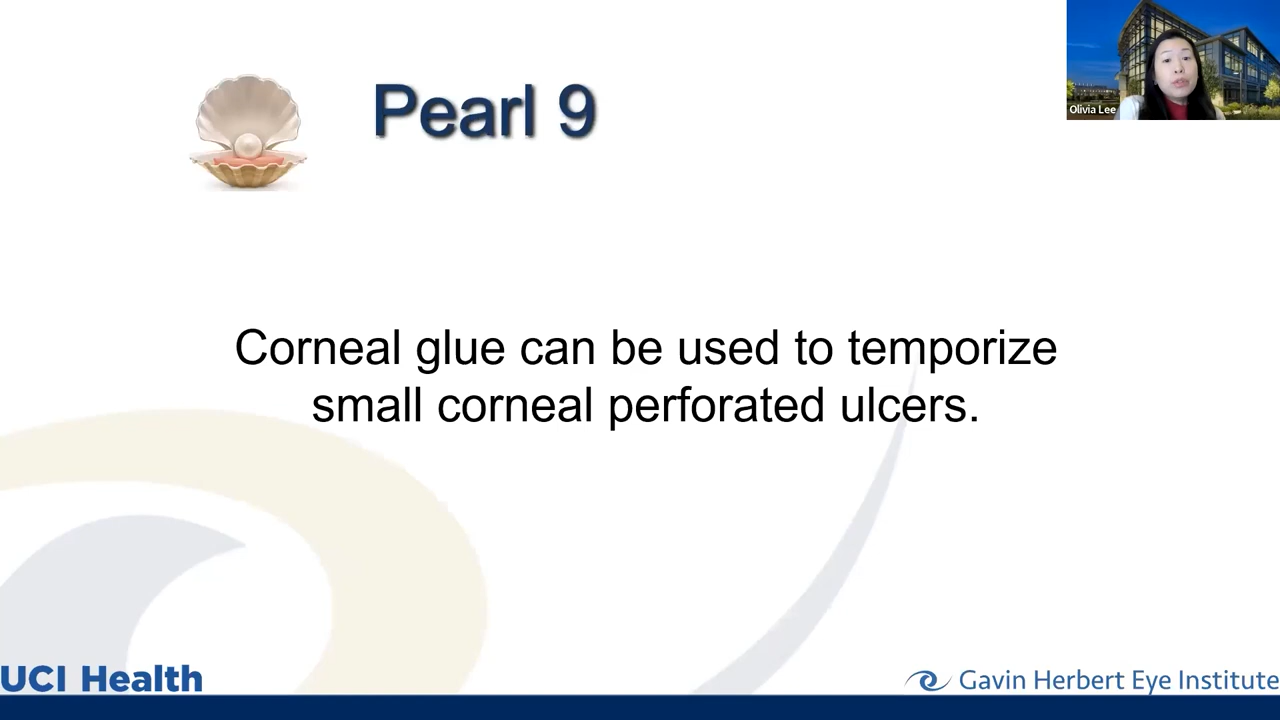 Pearl 9
Olivia Lee
Corneal glue can be used to temporize
small corneal perforated ulcers.
UCI Health
Gavin Herbert Eye Institute